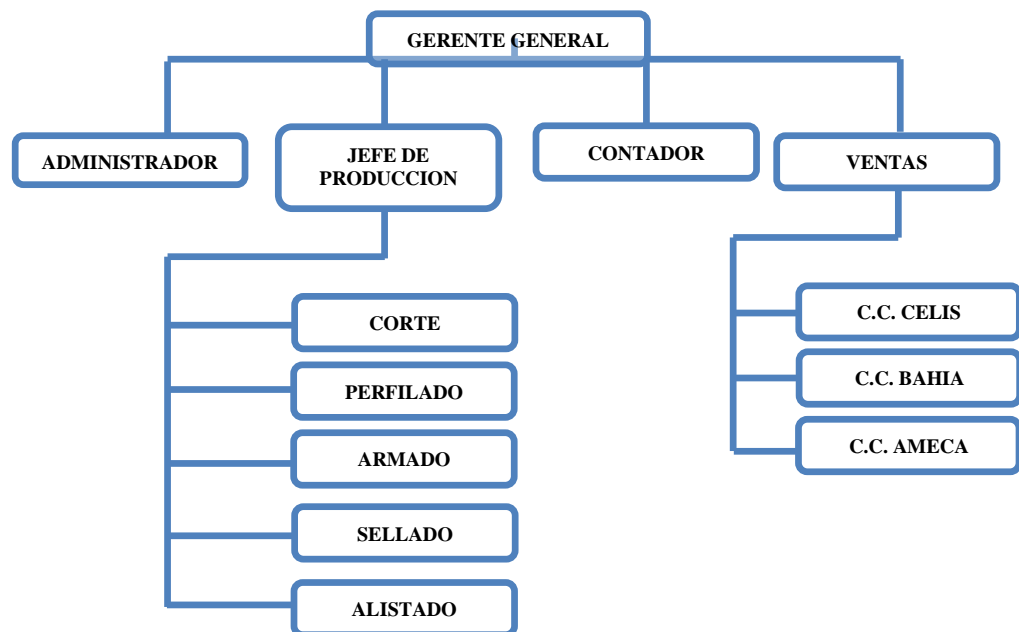 GERENTE GENERAL
ADMINISTRADOR
JEFE DE
PRODUCCION
CONTADOR
VENTAS
CORTE
PERFILADO
ARMADO
SELLADO
ALISTADO
C.C. CELIS
C.C. BAHIA
C.C. AMECA